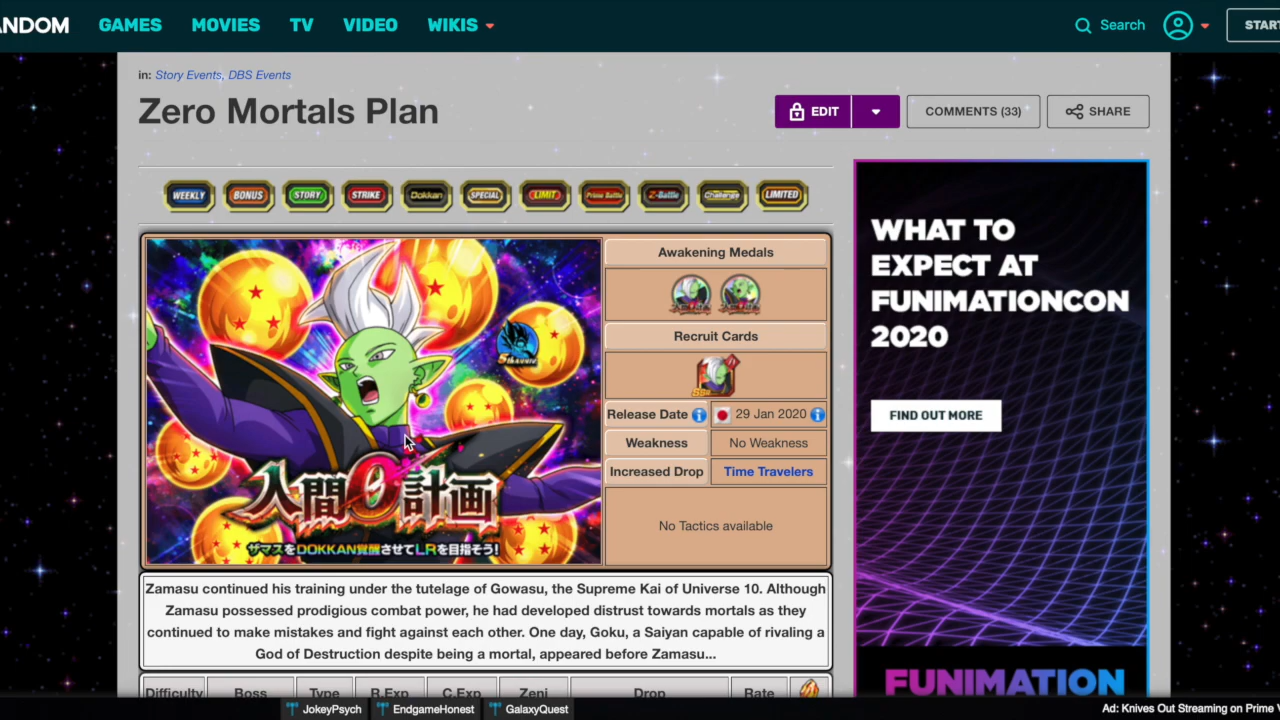 ANDOM
GAMES
MOVIES
TV
VIDEO
WIKIS
Search
START
in: Story Events, DBS Events
Zero Mortals Plan
EDIT
COMMENTS (33)
SHARE
WEEKLY
BONUS
STORY
STRIKE
Dokkan
SPECIAL
LIMIT
Prime Battle
Z-Battle
Challenge
LIMITED
人間0計画
ザマスをDOKKAN覚醒させてLRを目指そう!
Awakening Medals
Recruit Cards
SSR
Release Date
29 Jan 2020
Weakness
No Weakness
Increased Drop
Time Travelers
No Tactics available
WHAT TO
EXPECT AT
FUNIMATIONCON
2020
FIND OUT MORE
FUNIMATION
Zamasu continued his training under the tutelage of Gowasu, the Supreme Kai of Universe 10. Although
Zamasu possessed prodigious combat power, he had developed distrust towards mortals as they
continued to make mistakes and fight against each other. One day, Goku, a Saiyan capable of rivaling a
God of Destruction despite being a mortal, appeared before Zamasu...
Difficulty Boss Type R.Exp C.Exp Zeni Drop Rate
JokeyPsych
EndgameHonest
GalaxyQuest
Ad: Knives Out Streaming on Prime V